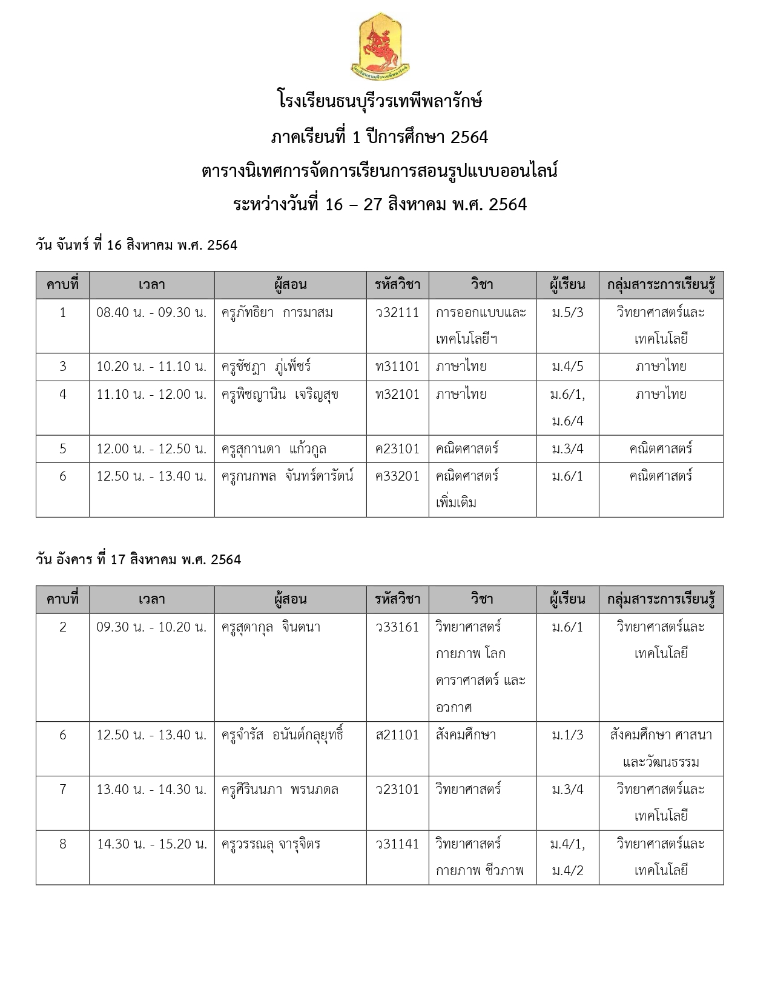 โรงเรียนธนบุรีวรเทพีพลารักษ์
โรงเรียนธนบุรีวรเทพีพลารักษ์
ภาคเรียนที่ 1 ปีการศึกษา 2564
ตารางนิเทศการจัดการเรียนการสอนรูปแบบออนไลน์
ระหว่างวันที่ 16 – 27 สิงหาคม พ.ศ. 2564
วัน จันทร์ ที่ 16 สิงหาคม พ.ศ. 2564
คาบที่ เวลา ผู้สอน รหัสวิชา วิชา ผู้เรียน กลุ่มสาระการเรียนรู้
1 08.40 น. - 09.30 น. ครูภัทธิยา การมาสม ว32111 การออกแบบและ ม.5/3 วิทยาศาสตร์และ
เทคโนโลยีฯ เทคโนโลยี
3 10.20 น. - 11.10 น. ครูชัชฎา ภู่เพ็ชร์ ท31101 ภาษาไทย ม.4/5 ภาษาไทย
4 11.10 น. - 12.00 น. ครูพิชญานิน เจริญสุข ท32101 ภาษาไทย ม.6/1, ภาษาไทย
ม.6/4
5 12.00 น. - 12.50 น. ครูสุกานดา แก้วกูล ค23101 คณิตศาสตร์ ม.3/4 คณิตศาสตร์
6 12.50 น. - 13.40 น. ครูกนกพล จันทร์ดารัตน์ ค33201 คณิตศาสตร์ ม.6/1 คณิตศาสตร์
เพิ่มเติม
วัน อังคาร ที่ 17 สิงหาคม พ.ศ. 2564
คาบที่ เวลา ผู้สอน รหัสวิชา วิชา ผู้เรียน กลุ่มสาระการเรียนรู้
2 09.30 น. - 10.20 น. ครูสุดากุล จินตนา ว33161 วิทยาศาสตร์ ม.6/1 วิทยาศาสตร์และ
กายภาพ โลก เทคโนโลยี
ดาราศาสตร์ และ
อวกาศ
6 12.50 น. - 13.40 น. ครูจำรัส อนันต์กลุยุทธิ์ ส21101 สังคมศึกษา ม.1/3 สังคมศึกษา ศาสนา
และวัฒนธรรม
7 13.40 น. - 14.30 น. ครูศิรินนภา พรนภดล ว23101 วิทยาศาสตร์ ม.3/4 วิทยาศาสตร์และ
เทคโนโลยี
8 14.30 น. - 15.20 น. ครูวรรณลุ จารุจิตร ว31141 วิทยาศาสตร์ ม.4/1, วิทยาศาสตร์และ
กายภาพ ชีวภาพ ม.4/2 เทคโนโลยี